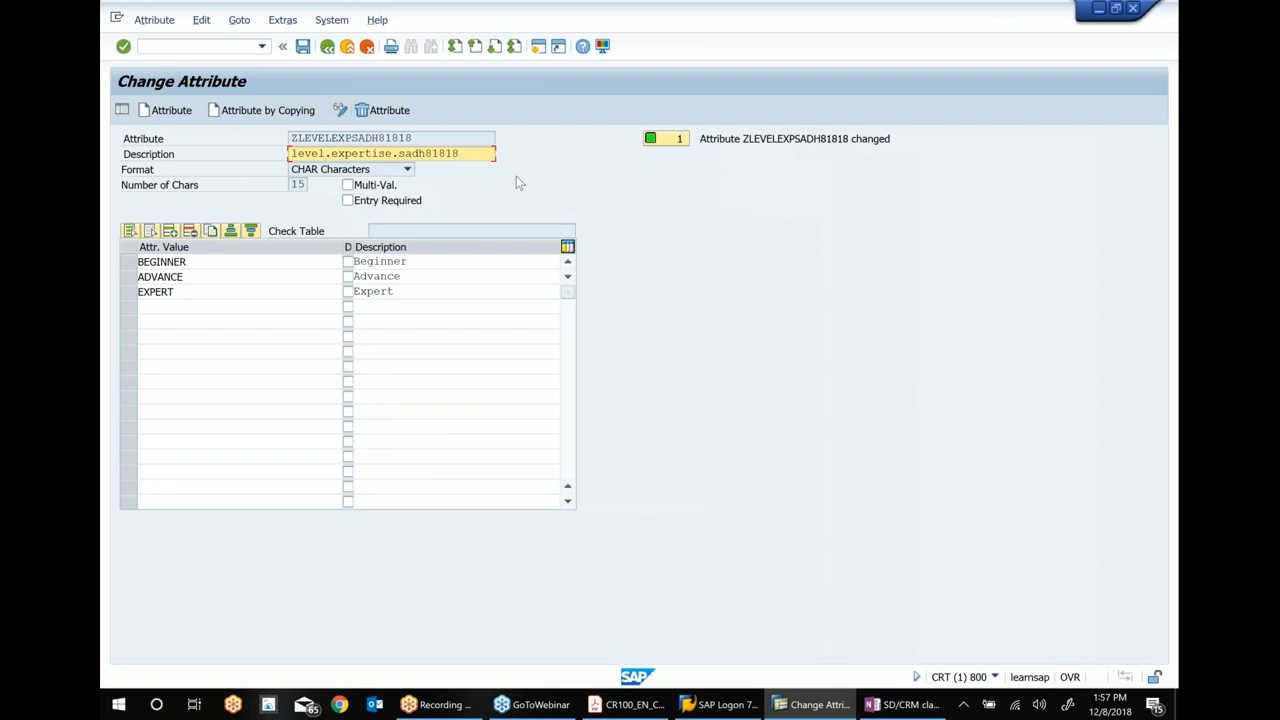 Attribute Edit Goto Extras System Help
Change Attribute
Attribute Attribute by Copying Attribute
Attribute ZLEVELEXPSADH81818 1 Attribute ZLEVELEXPSADH81818 changed
Description level.expertise.sadh81818
Format CHAR Characters
Number of Chars 15 Multi-Val.
Entry Required
Check Table
Attr. Value D Description
BEGINNER Beginner
ADVANCE Advance
EXPERT Expert
SAP CRT (1) 800 learnsap OVR
65 Recording ... GoToWebinar CR100_EN_C... SAP Logon 7... Change Attri... SD/CRM cla... 1:57 PM
12/8/2018 15